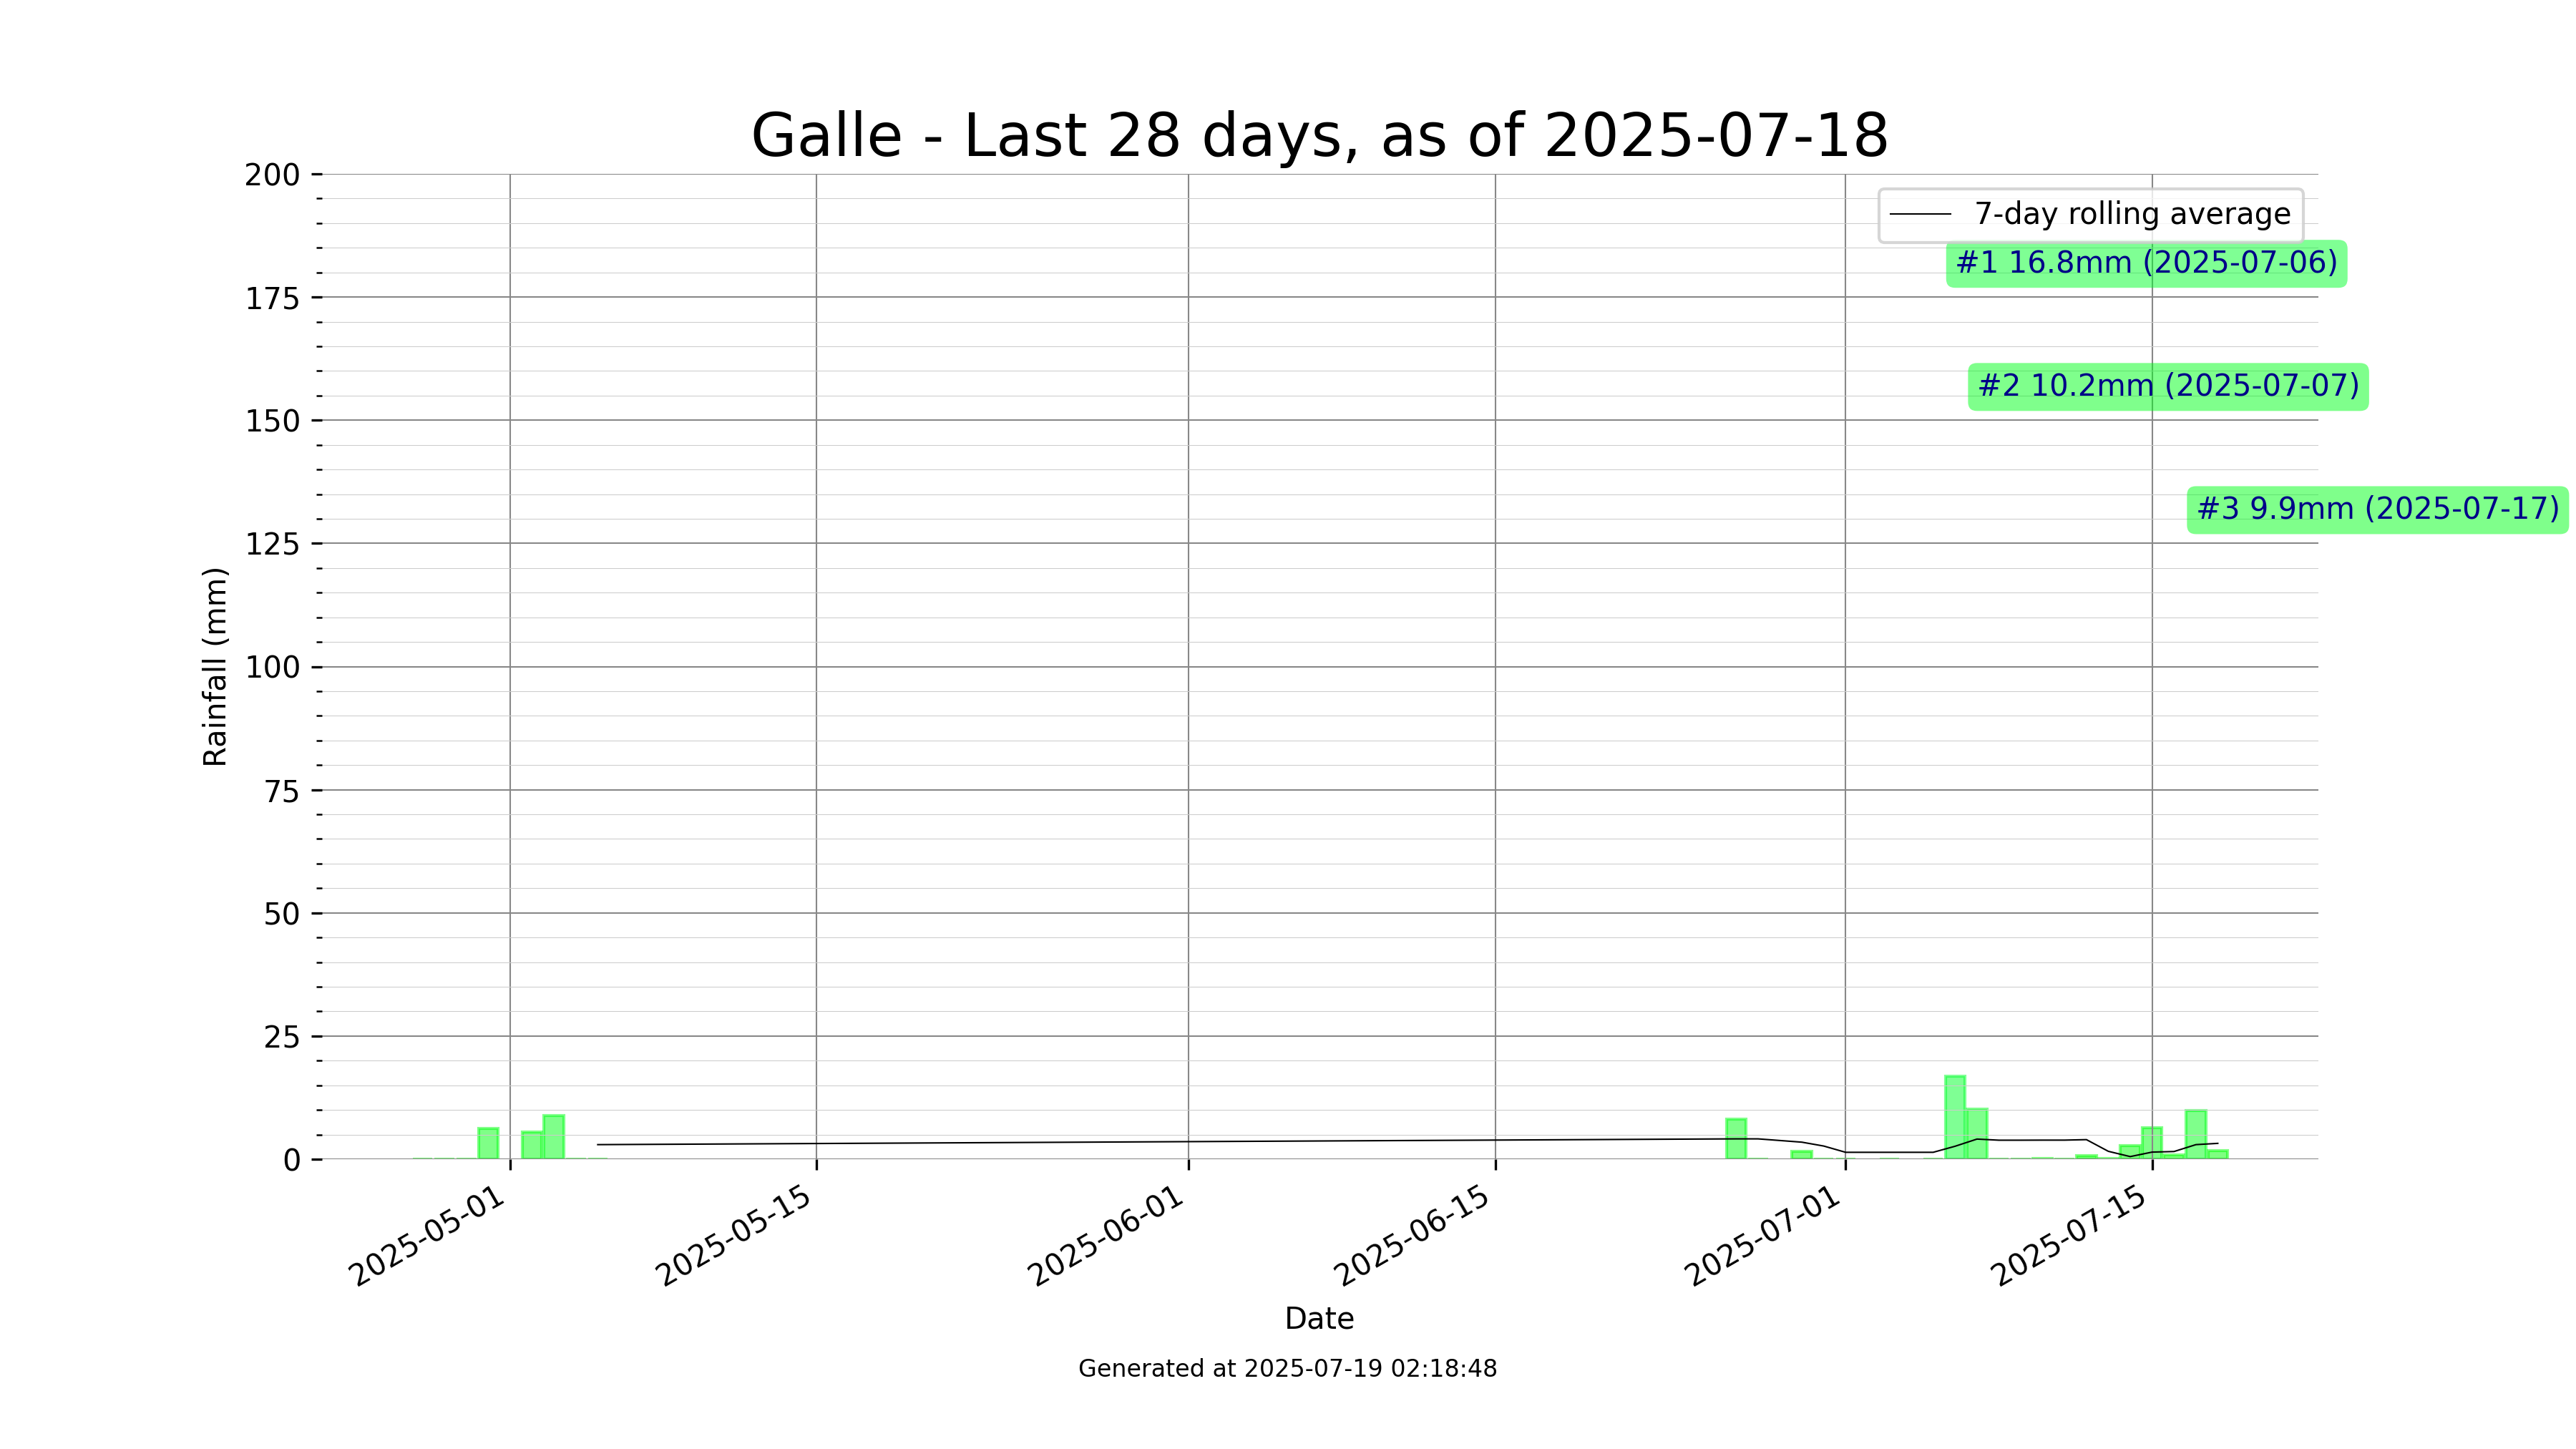 Galle - Last 28 days, as of 2025-07-18
200
175
150
125
100
75
50
25
0
Rainfall (mm)
7-day rolling average
#1 16.8mm (2025-07-06)
#2 10.2mm (2025-07-07)
#3 9.9mm (2025-07-17)
2025-05-01
2025-05-15
2025-06-01
2025-06-15
2025-07-01
2025-07-15
Date
Generated at 2025-07-19 02:18:48